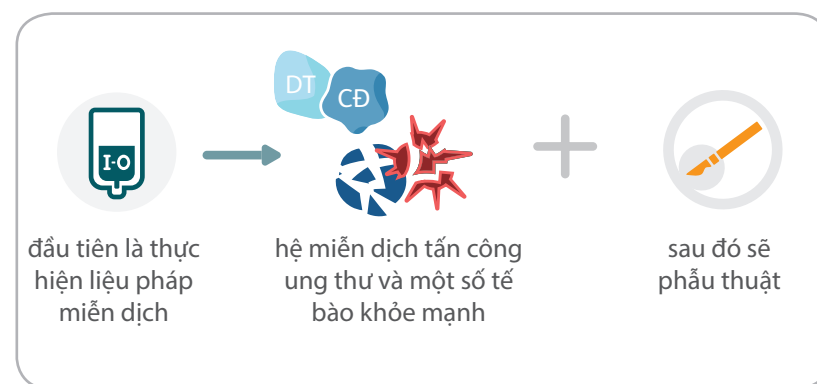 DT
CĐ
I-O
đầu tiên là thực
hiện liệu pháp
miễn dịch
hệ miễn dịch tấn công
ung thư và một số tế
bào khỏe mạnh
sau đó sẽ
phẫu thuật